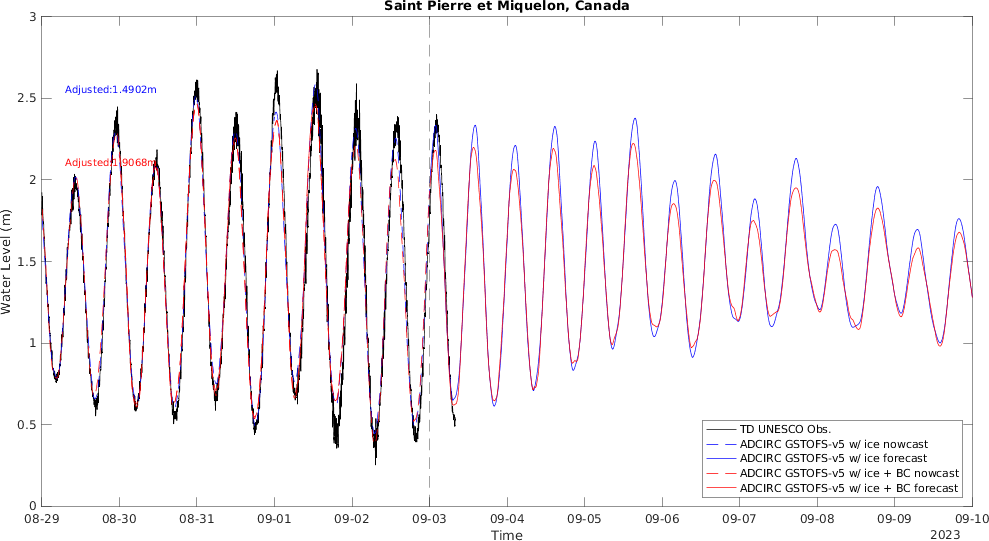 Saint Pierre et Miquelon, Canada
3
2.5
2
1.5
1
0.5
0
Water Level (m)
Adjusted:1.4902m
Adjusted:1.9068m
TD UNESCO Obs.
ADCIRC GSTOFS-v5 w/ ice nowcast
ADCIRC GSTOFS-v5 w/ ice forecast
ADCIRC GSTOFS-v5 w/ ice + BC nowcast
ADCIRC GSTOFS-v5 w/ ice + BC forecast
08-29 08-30 08-31 09-01 09-02 09-03 09-04 09-05 09-06 09-07 09-08 09-09 09-10
Time
2023